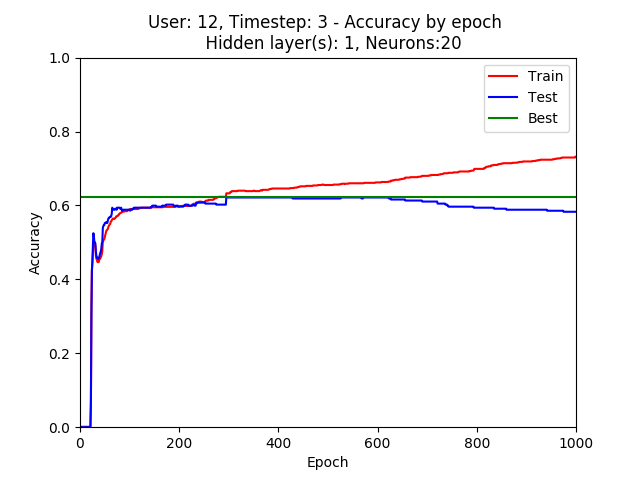 User: 12, Timestep: 3 - Accuracy by epoch
Hidden layer(s): 1, Neurons:20
Train
Test
Best
Accuracy
1.0
0.8
0.6
0.4
0.2
0.0
0 200 400 600 800 1000
Epoch